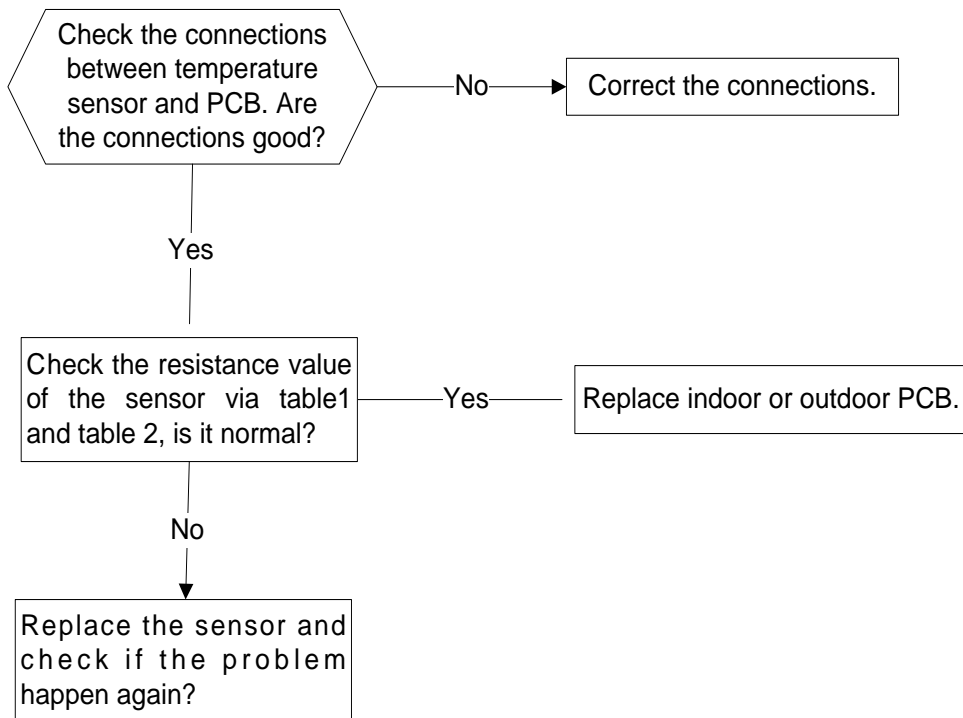 Check the connections
between temperature
sensor and PCB. Are
the connections good?
No
Correct the connections.
Yes
Check the resistance value
of the sensor via table1
and table 2, is it normal?
Yes
Replace indoor or outdoor PCB.
No
Replace the sensor and
check if the problem
happen again?